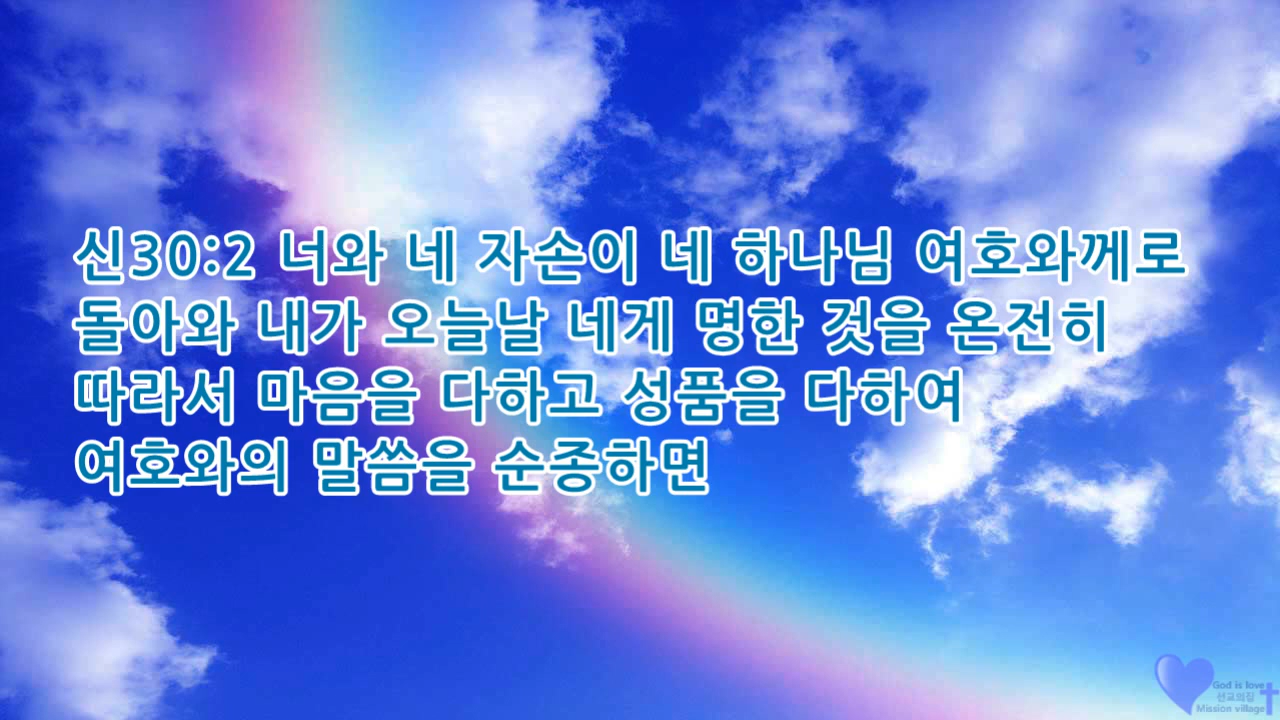 신30:2 너와 네 자손이 네 하나님 여호와께로
돌아와 내가 오늘날 네게 명한 것을 온전히
따라서 마음을 다하고 성품을 다하여
여호와의 말씀을 순종하면
God is love
선교의집
Mission village